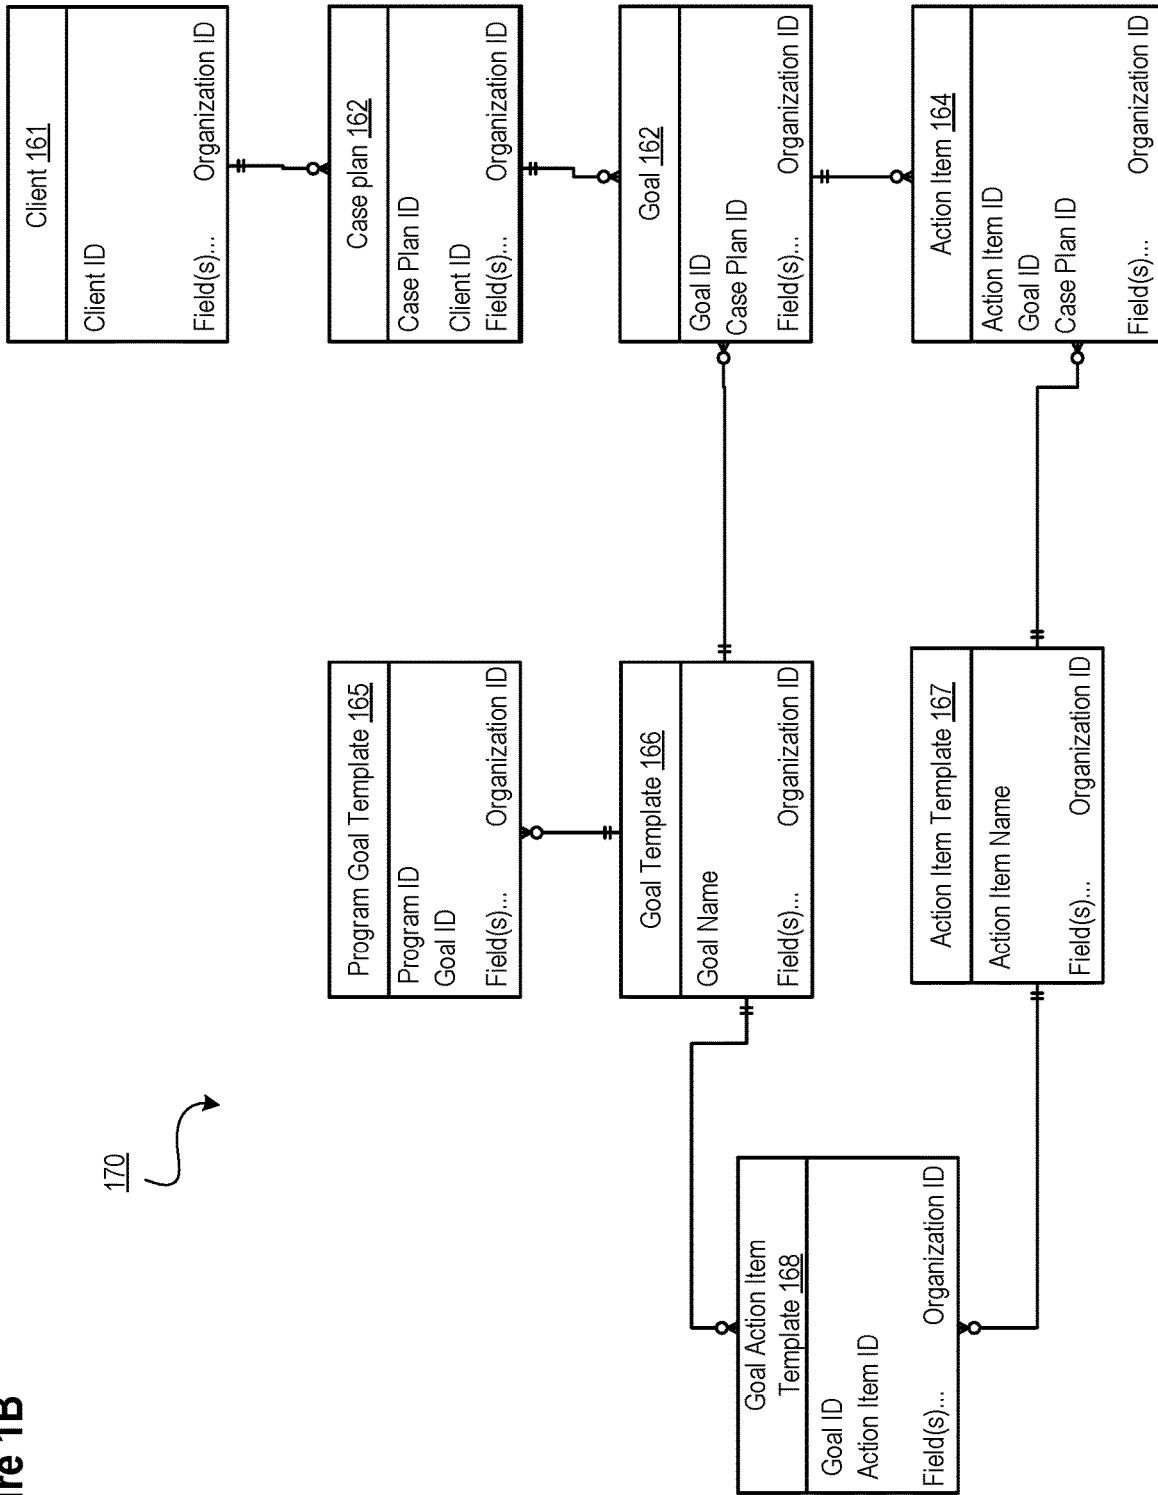 1B
170
Client 161
Client ID
Field(s)... Organization ID
Program Goal Template 165
Program ID
Goal ID
Field(s)... Organization ID
Case plan 162
Case Plan ID
Client ID
Field(s)... Organization ID
Goal Template 166
Goal Name
Field(s)... Organization ID
Goal 162
Goal ID
Case Plan ID
Field(s)... Organization ID
Goal Action Item
Template 168
Goal ID
Action Item ID
Field(s)... Organization ID
Action Item Template 167
Action Item Name
Field(s)... Organization ID
Action Item 164
Action Item ID
Goal ID
Case Plan ID
Field(s)... Organization ID